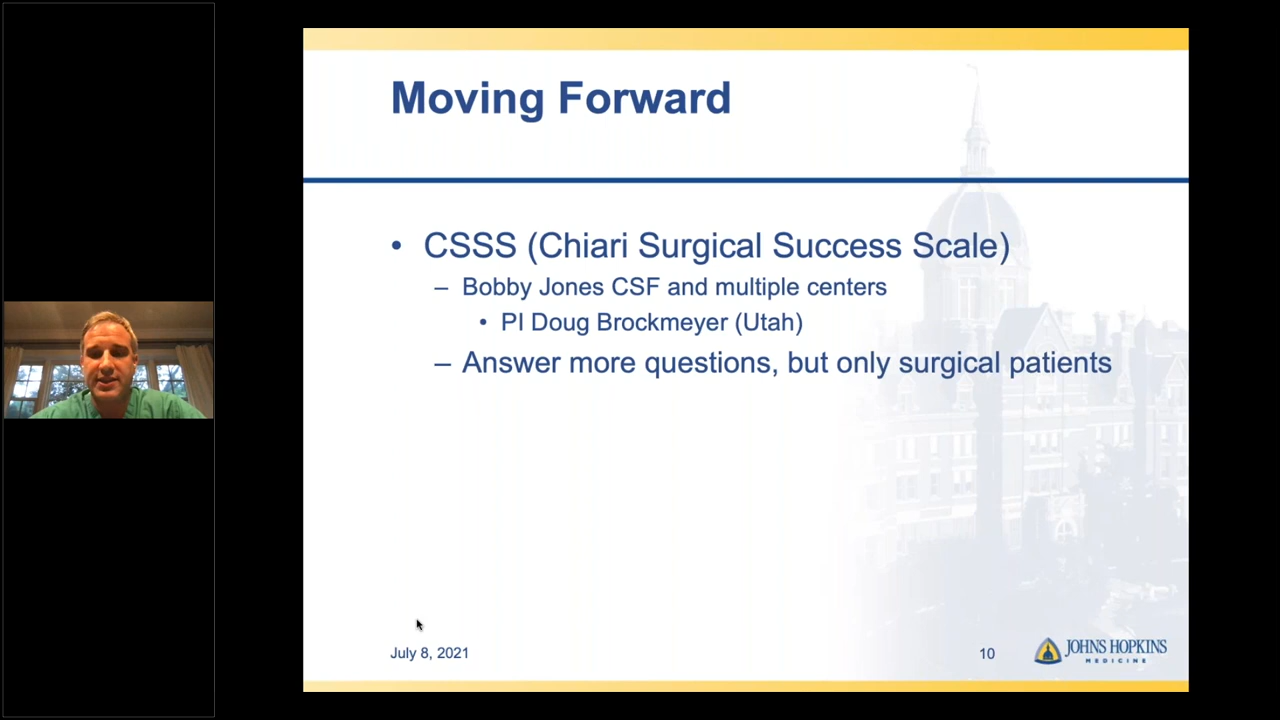 Moving Forward
• CSSS (Chiari Surgical Success Scale)
– Bobby Jones CSF and multiple centers
• PI Doug Brockmeyer (Utah)
– Answer more questions, but only surgical patients
July 8, 2021
10
JOHNS HOPKINS
MEDICINE